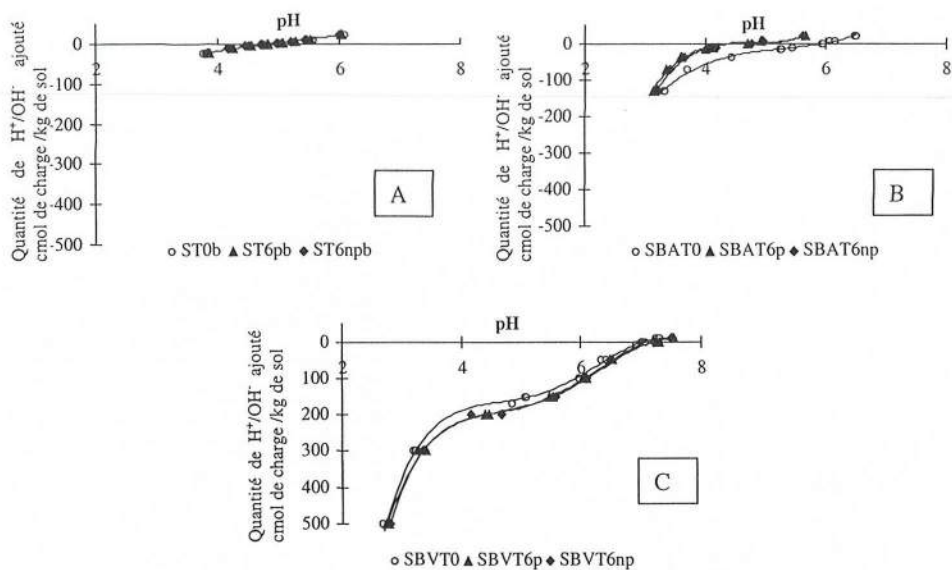 pH
100
0
-100
-200
-300
-400
-500
2
4
6
8
Quantité de H⁺/OH⁻ ajouté
cmol de charge /kg de sol
A
ST0b ST6pb ST6npb
pH
100
0
-100
-200
-300
-400
-500
2
4
6
8
Quantité de H⁺/OH⁻ ajouté
cmol de charge /kg de sol
B
SBAT0 SBAT6p SBAT6np
pH
0
100
200
300
400
500
2
4
6
8
Quantité de H⁺/OH⁻ ajouté
cmol de charge /kg de sol
C
SBVT0 SBVT6p SBVT6np